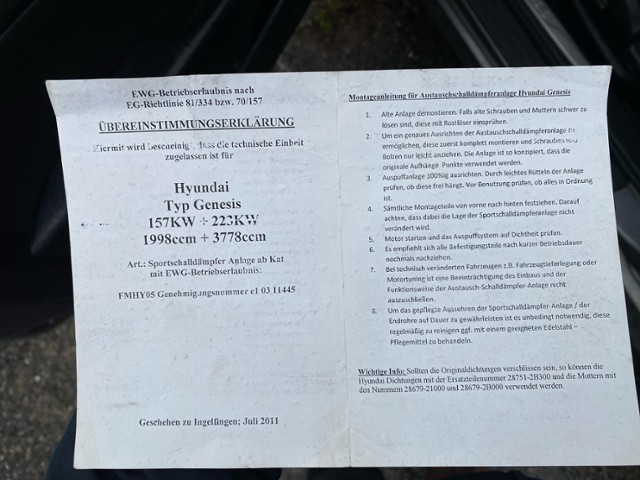 EWG-Betriebserlaubnis nach
EG-Richtlinie 81/334 bzw. 70/157
ÜBEREINSTIMMUNGSERKLÄRUNG
Hiermit wird bescheinigt, dass die technische Einheit
zugelassen ist für
Hyundai
Typ Genesis
157KW + 223KW
1998ccm + 3778ccm
Art.: Sportschalldämpfer Anlage ab Kat
mit EWG-Betriebserlaubnis:
FMHY05 Genehmigungsnummer e1 03 11445
Geschehen zu Ingelfingen; Juli 2011
Montageanleitung für Austauschschalldämpferanlage Hyundai Genesis
1. Alte Anlage demontieren. Falls alte Schrauben und Muttern schwer zu
lösen sind, diese mit Rostlöser einsprühen.
2. Um ein genaues Ausrichten der Austauschschalldämpferanlage zu
ermöglichen, diese zuerst komplett montieren und Schrauben und
Bolten nur leicht anziehen. Die Anlage ist so konzipiert, dass die
originale Aufhänge Punkte verwendet werden.
3. Auspuffanlage 100%ig ausrichten. Durch leichtes Rütteln der Anlage
prüfen, ob diese frei hängt. Vor Benutzung prüfen, ob alles in Ordnung
ist.
4. Sämtliche Montageteile von vorne nach hinten festziehen. Darauf
achten, dass dabei die Lage der Sportschalldämpferanlage nicht
verändert wird.
5. Motor starten und das Auspuffsystem auf Dichtheit prüfen.
6. Es empfiehlt sich alle Befestigungsteile nach kurzer Betriebsdauer
nochmals nachziehen.
7. Bei technisch veränderten Fahrzeugen z.B. Fahrzeugtieferlegung oder
Motortuning ist eine Beeinträchtigung des Einbaus und der
Funktionsweise der Austausch-Schalldämpfer-Anlage nicht
auszuschließen.
8. Um das gepflegte Aussehen der Sportschalldämpfer-Anlage / der
Endrohre auf Dauer zu gewährleisten ist es unbedingt notwendig, diese
regelmäßig zu reinigen ggf. mit einem geeigneten Edelstahl –
Pflegemittel zu behandeln.
Wichtige Info: Sollten die Originaldichtungen verschlissen sein, so können die
Hyundai Dichtungen mit der Ersatzteilenummer 28751-2B300 und die Muttern mit
den Nummern 28679-21000 und 28679-2B000 verwendet werden.